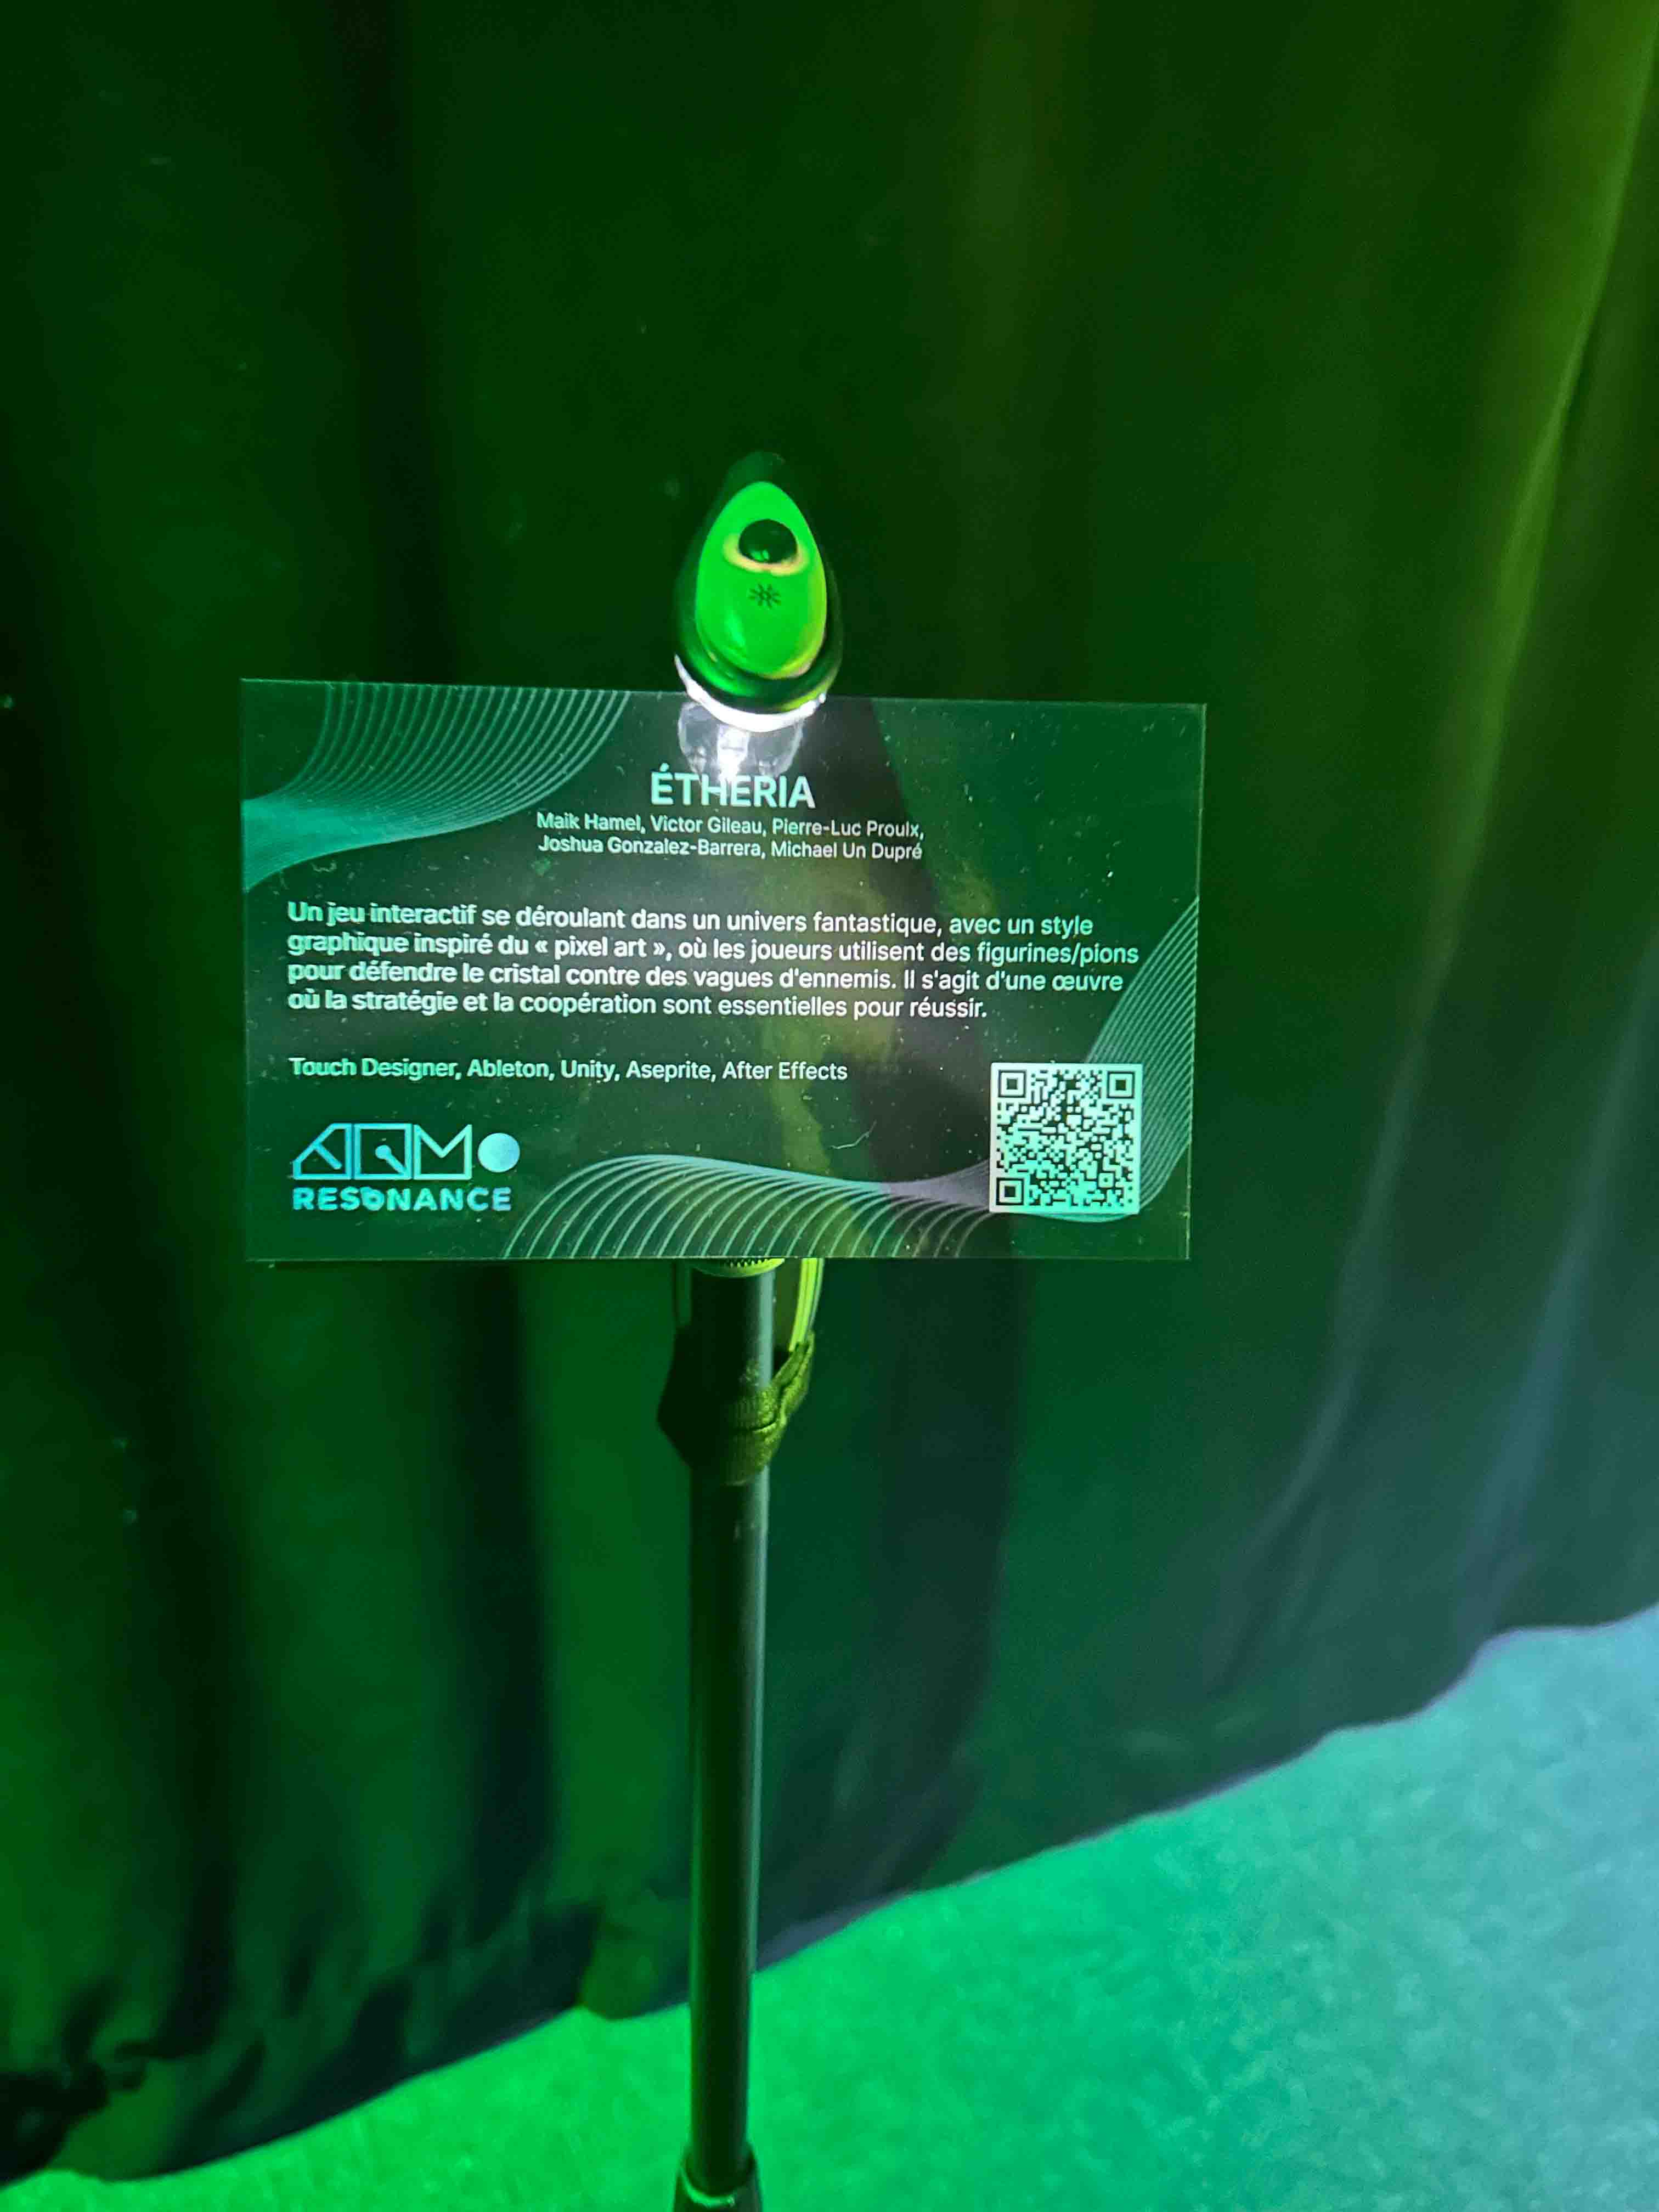 ÉTHERIA
Maik Hamel, Victor Gileau, Pierre-Luc Proulx,
Joshua Gonzalez-Barrera, Michael Un Dupré
Un jeu interactif se déroulant dans un univers fantastique, avec un style
graphique inspiré du « pixel art », où les joueurs utilisent des figurines/pions
pour défendre le cristal contre des vagues d'ennemis. Il s'agit d'une œuvre
où la stratégie et la coopération sont essentielles pour réussir.
Touch Designer, Ableton, Unity, Aseprite, After Effects
RESONANCE